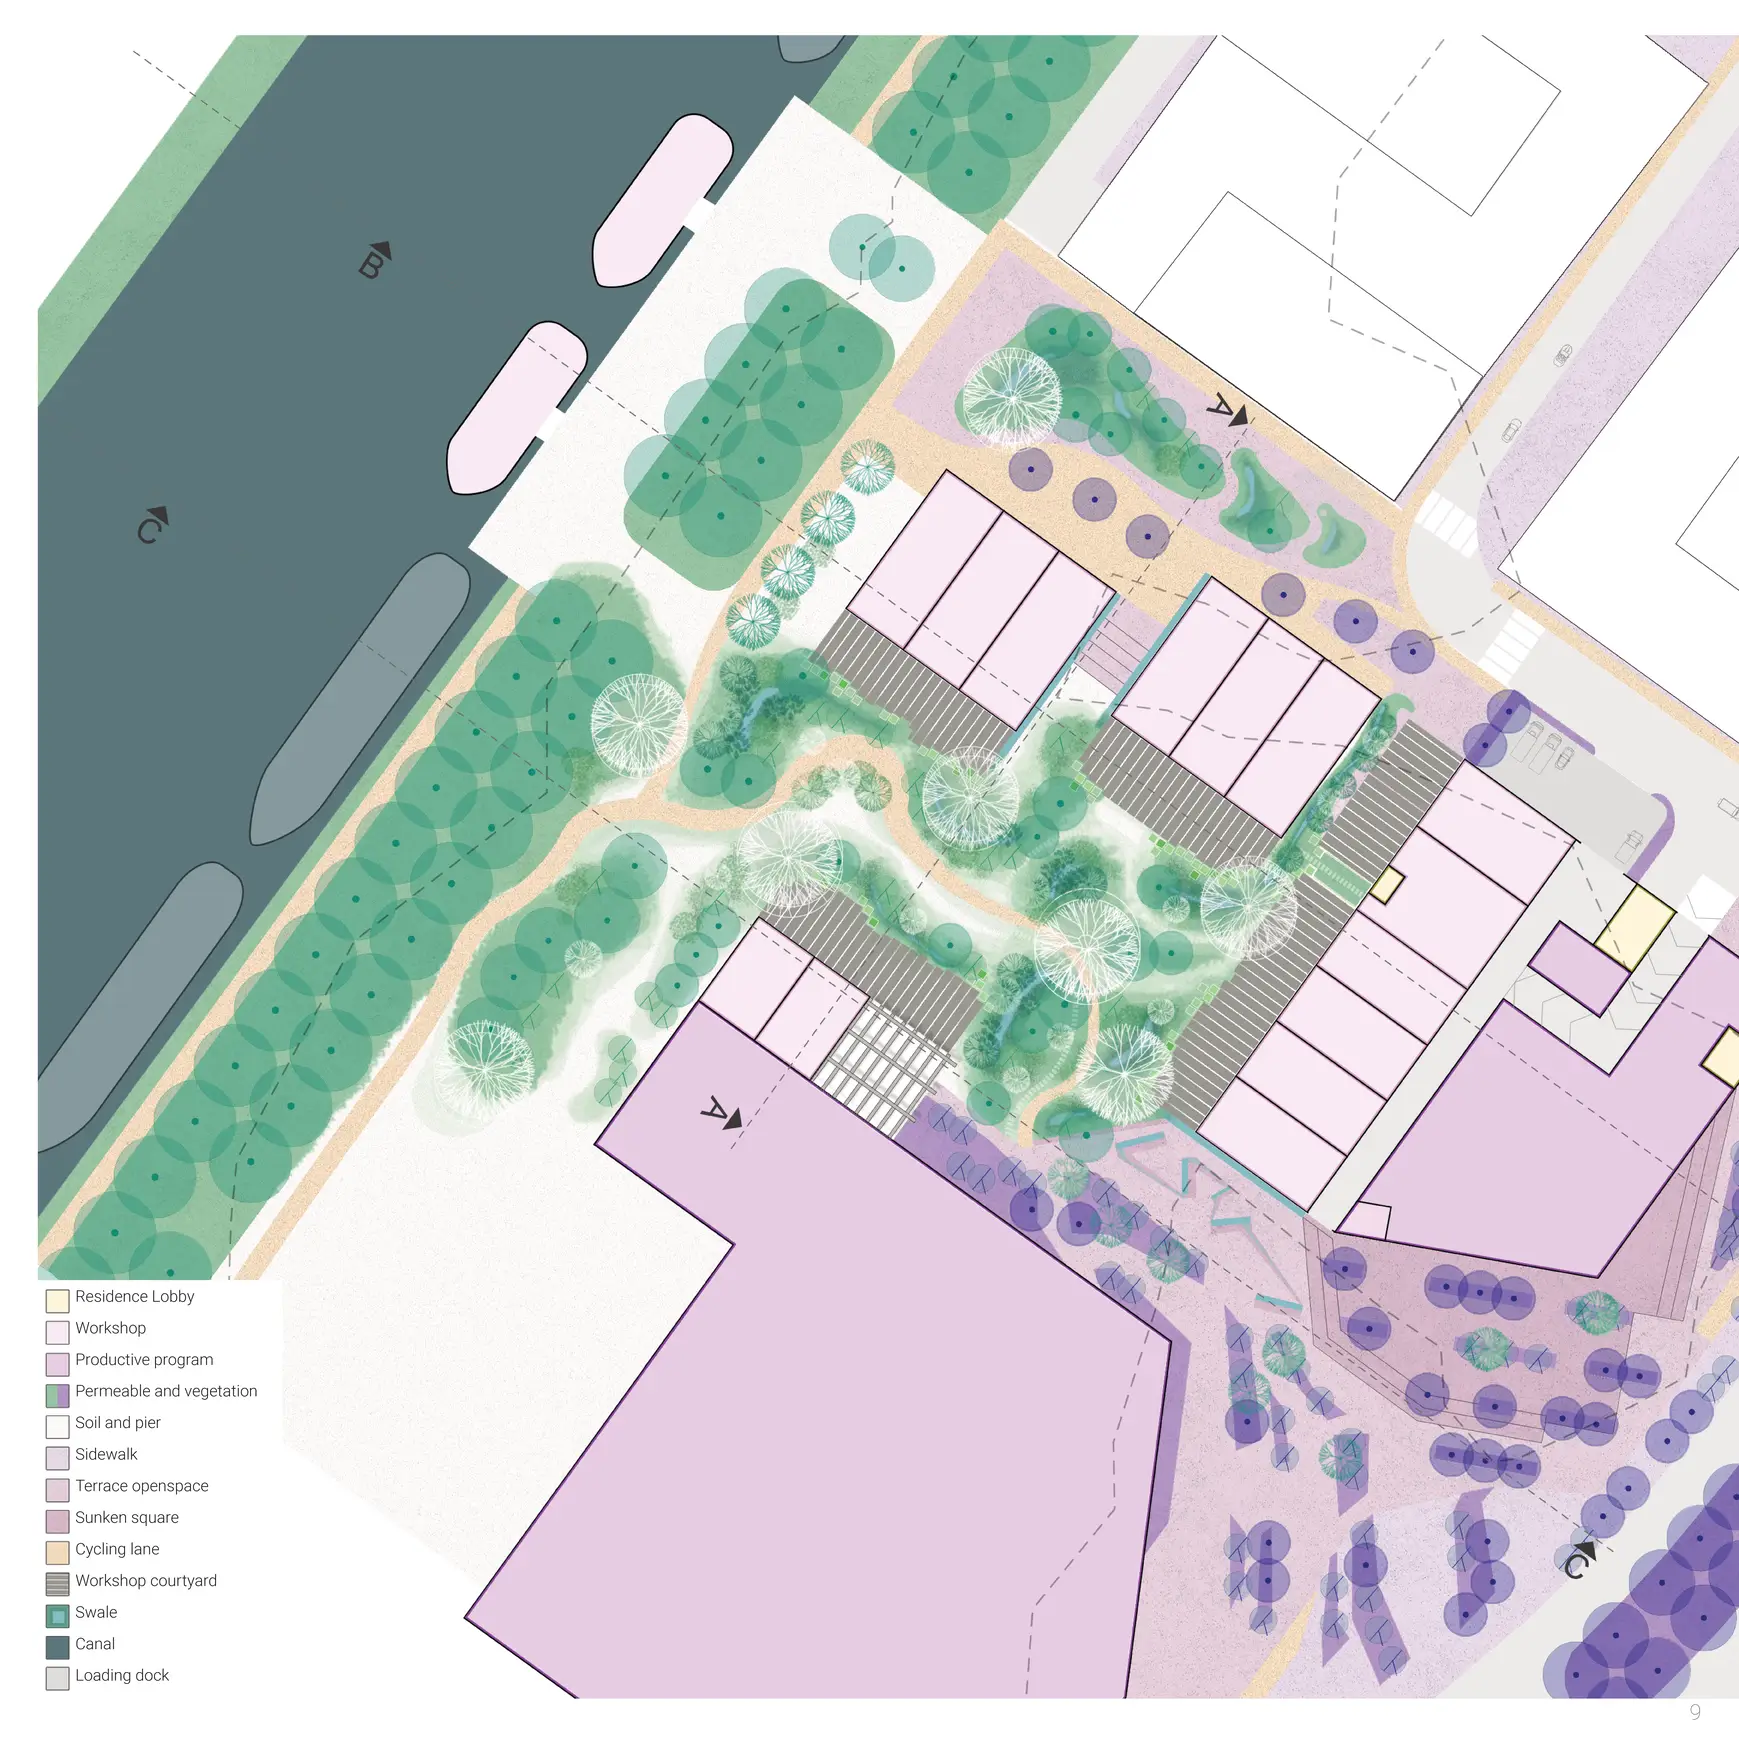 B
C
A
A
C
Residence Lobby
Workshop
Productive program
Permeable and vegetation
Soil and pier
Sidewalk
Terrace openspace
Sunken square
Cycling lane
Workshop courtyard
Swale
Canal
Loading dock
9